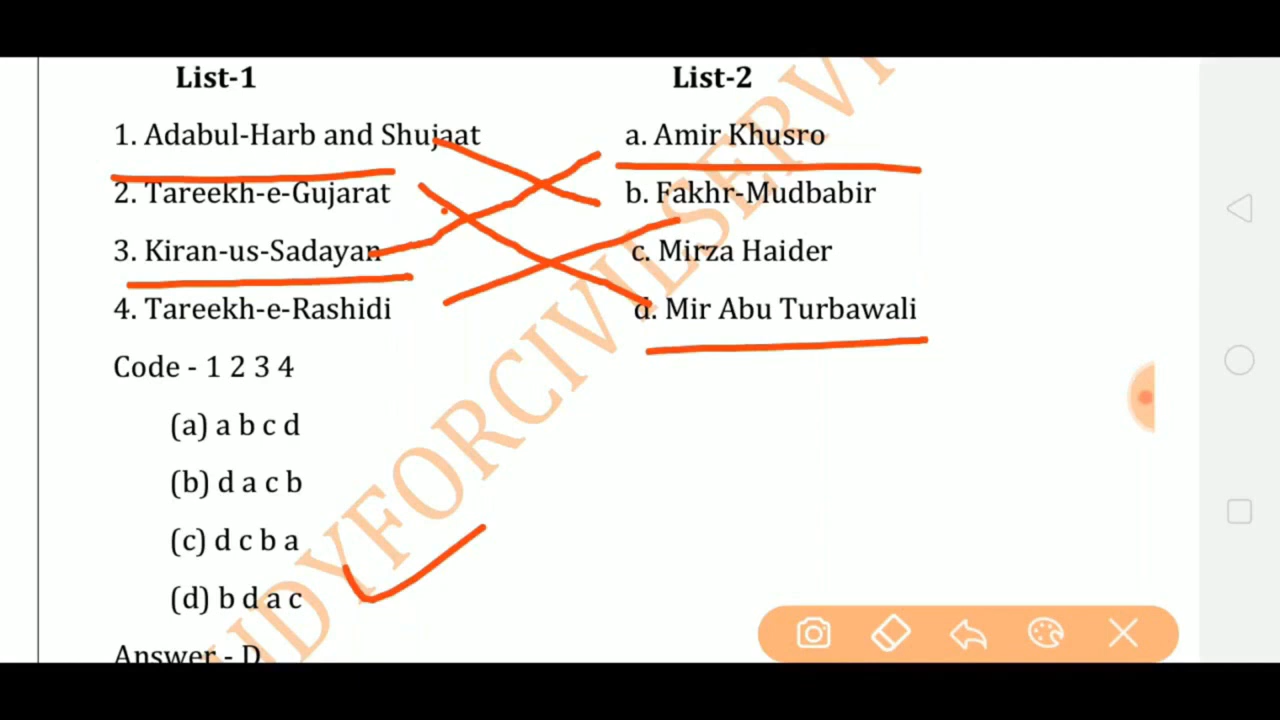 List-1 List-2
1. Adabul-Harb and Shujaat a. Amir Khusro
2. Tareekh-e-Gujarat b. Fakhr-Mudbabir
3. Kiran-us-Sadayan c. Mirza Haider
4. Tareekh-e-Rashidi d. Mir Abu Turbawali
Code - 1 2 3 4
(a) a b c d
(b) d a c b
(c) d c b a
(d) b d a c
Answer - D
UDYFORCIVILSERVI